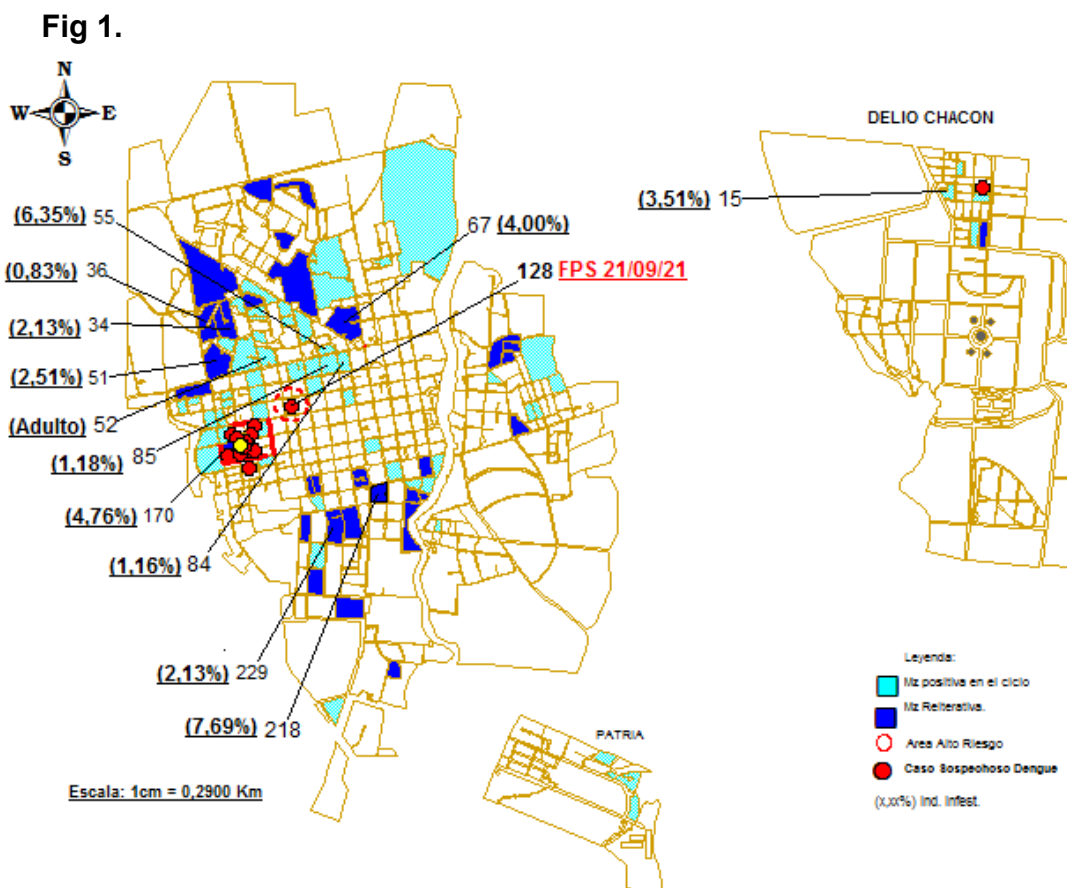 Fig 1.
N
W E
S
DELIO CHACON
(3,51%) 15
(6,35%) 55
67 (4,00%)
(0,83%) 36
128 FPS 21/09/21
(2,13%) 34
(2,51%) 51
(Adulto) 52
(1,18%) 85
(4,76%) 170
(1,16%) 84
(2,13%) 229
(7,69%) 218
PATRIA
Escala: 1cm = 0,2900 Km
Leyenda:
Mz positiva en el ciclo
Mz Reiterativa.
Area Alto Riesgo
Caso Sospechoso Dengue
(x,xx%) Ind. Infest.